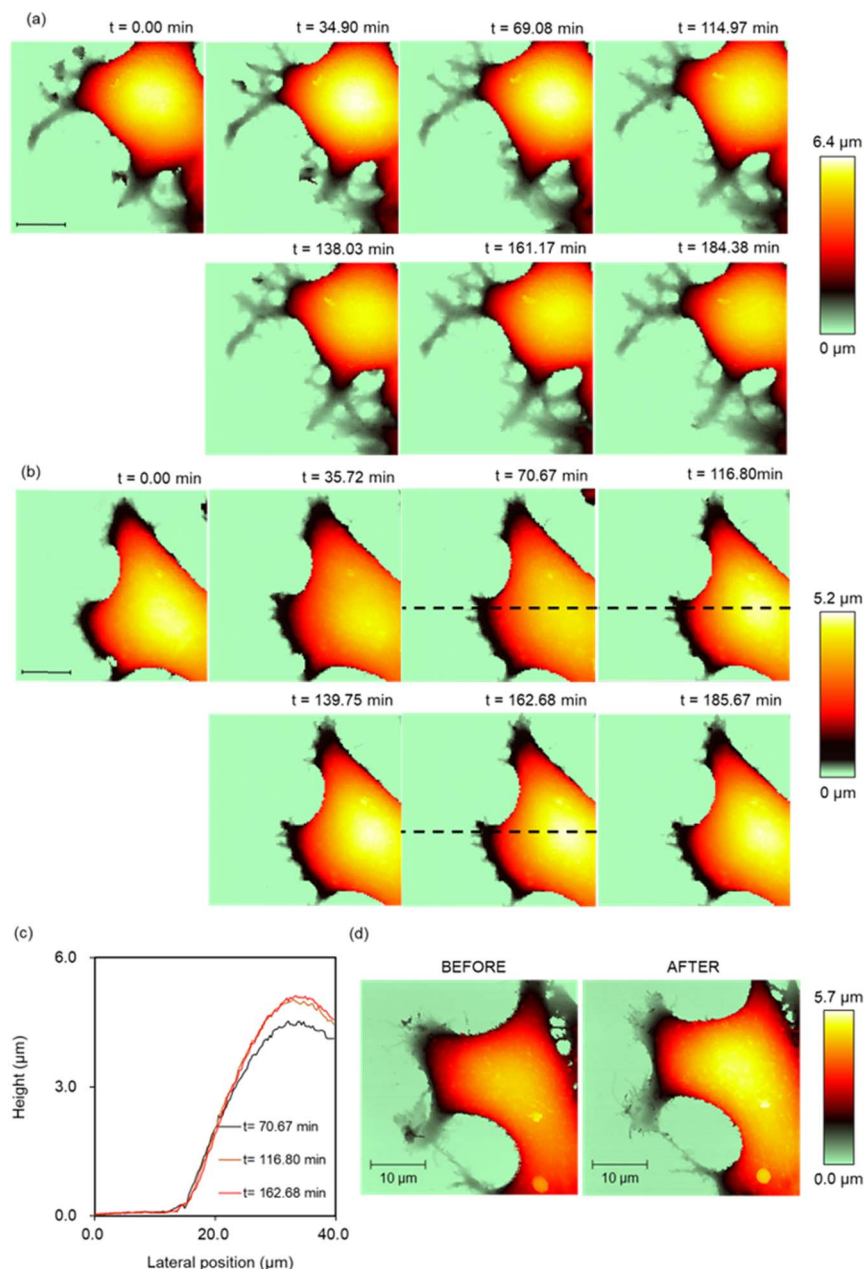 (a)
t = 0.00 min t = 34.90 min t = 69.08 min t = 114.97 min
6.4 µm
0 µm
t = 138.03 min t = 161.17 min t = 184.38 min
(b)
t = 0.00 min t = 35.72 min t = 70.67 min t = 116.80min
5.2 µm
0 µm
t = 139.75 min t = 162.68 min t = 185.67 min
(c)
6.0
3.0
0.0
Height (µm)
t= 70.67 min
t= 116.80 min
t= 162.68 min
0.0 20.0 40.0
Lateral position (µm)
(d)
BEFORE AFTER
5.7 µm
0.0 µm
10 µm 10 µm